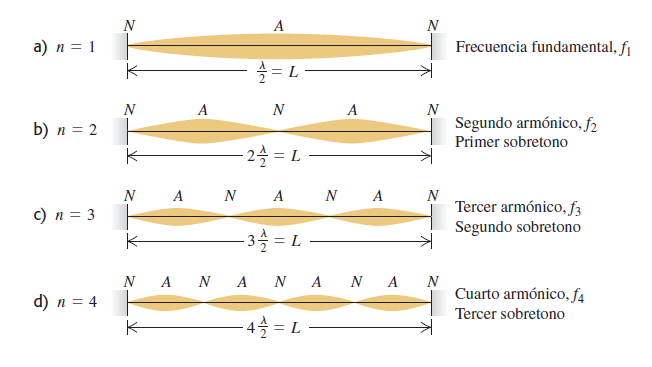 N A N
a) n = 1
Frecuencia fundamental, f₁
λ/2 = L
N A N A N
b) n = 2
Segundo armónico, f₂
Primer sobretono
2 λ/2 = L
N A N A N A N
c) n = 3
Tercer armónico, f₃
Segundo sobretono
3 λ/2 = L
N A N A N A N A N
d) n = 4
Cuarto armónico, f₄
Tercer sobretono
4 λ/2 = L